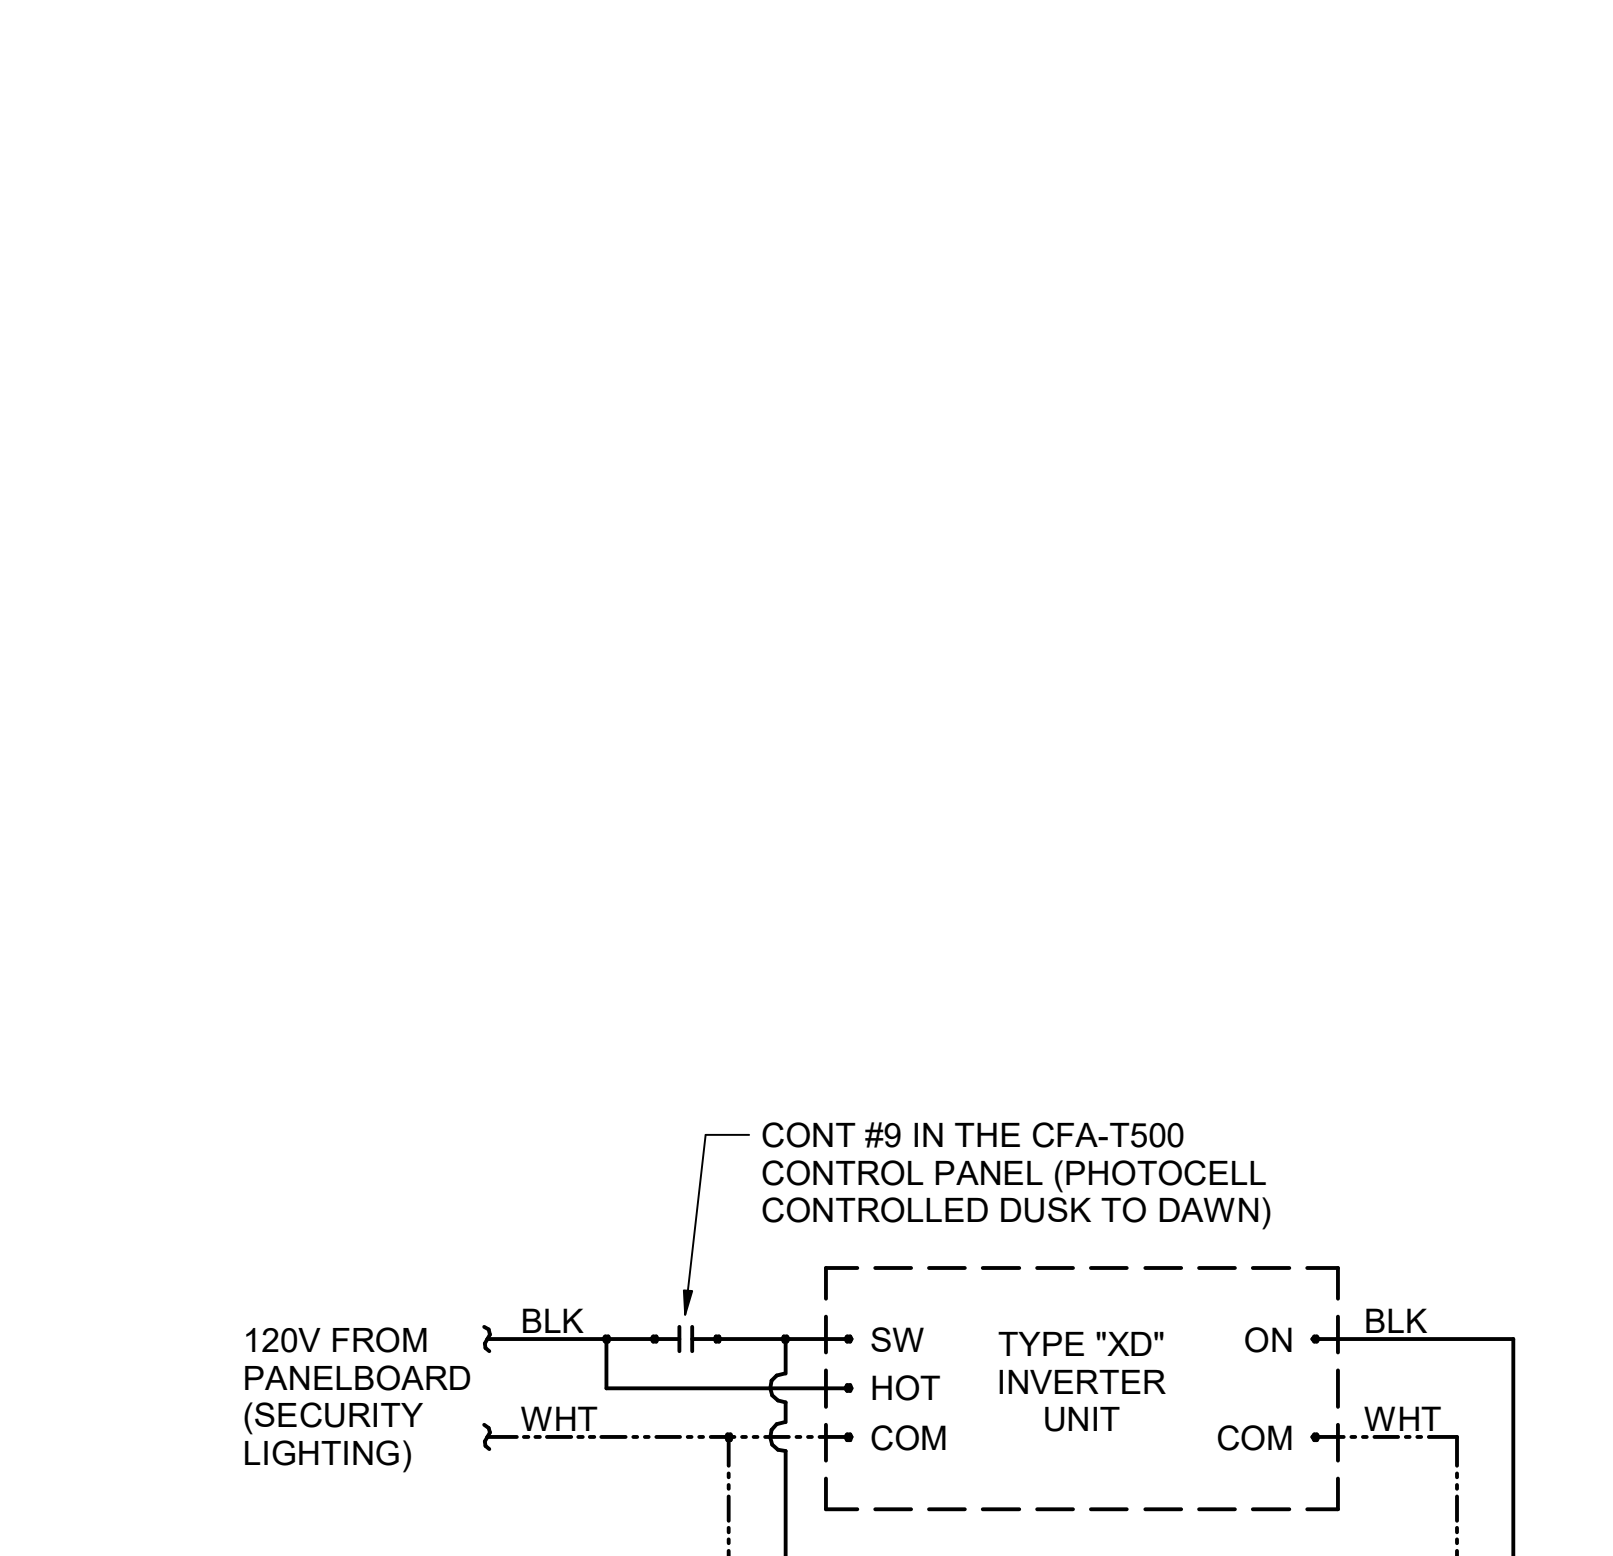 CONT #9 IN THE CFA-T500
CONTROL PANEL (PHOTOCELL
CONTROLLED DUSK TO DAWN)
120V FROM
PANELBOARD
(SECURITY
LIGHTING)
BLK
WHT
SW
HOT
COM
TYPE "XD"
INVERTER
UNIT
ON
COM
BLK
WHT